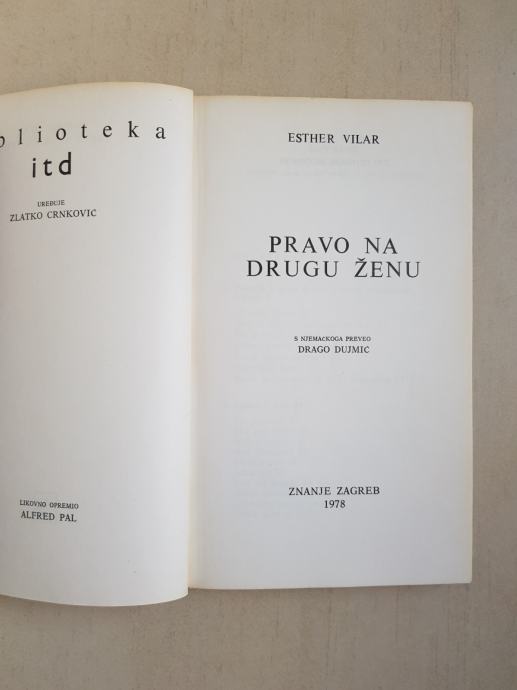 blioteka
itd
UREĐUJE
ZLATKO CRNKOVIĆ
LIKOVNO OPREMIO
ALFRED PAL
ESTHER VILAR
PRAVO NA
DRUGU ŽENU
S NJEMAČKOGA PREVEO
DRAGO DUJMIĆ
ZNANJE ZAGREB
1978